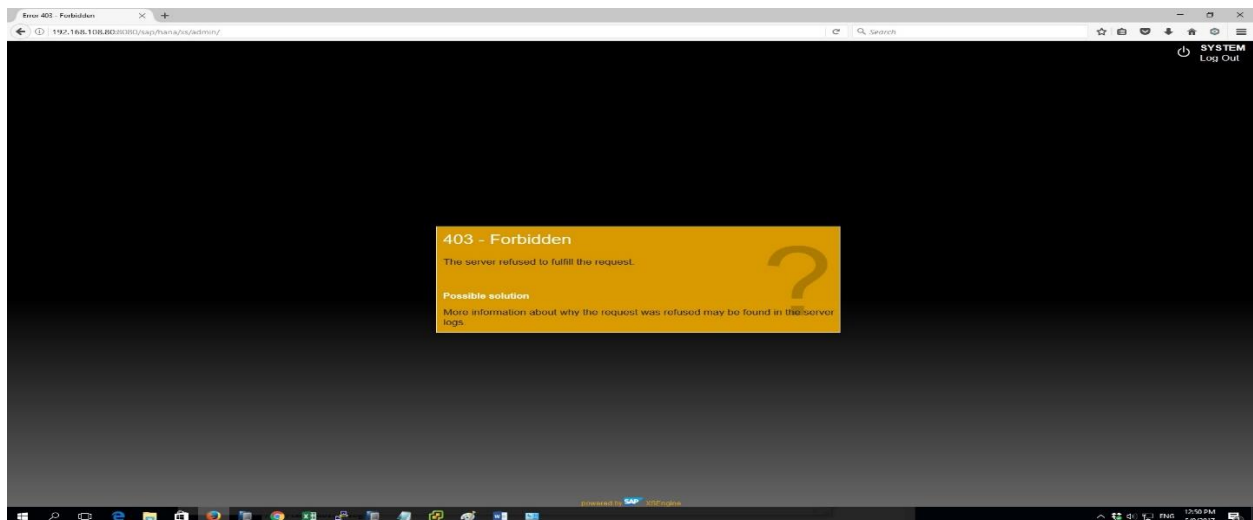 Error 403 - Forbidden
192.168.108.80:8080/sap/hana/xs/admin/
Search
SYSTEM
Log Out
403 - Forbidden
The server refused to fulfill the request.
?
Possible solution
More information about why the request was refused may be found in the server
logs.
powered by SAP XSEngine
ENG
12:50 PM